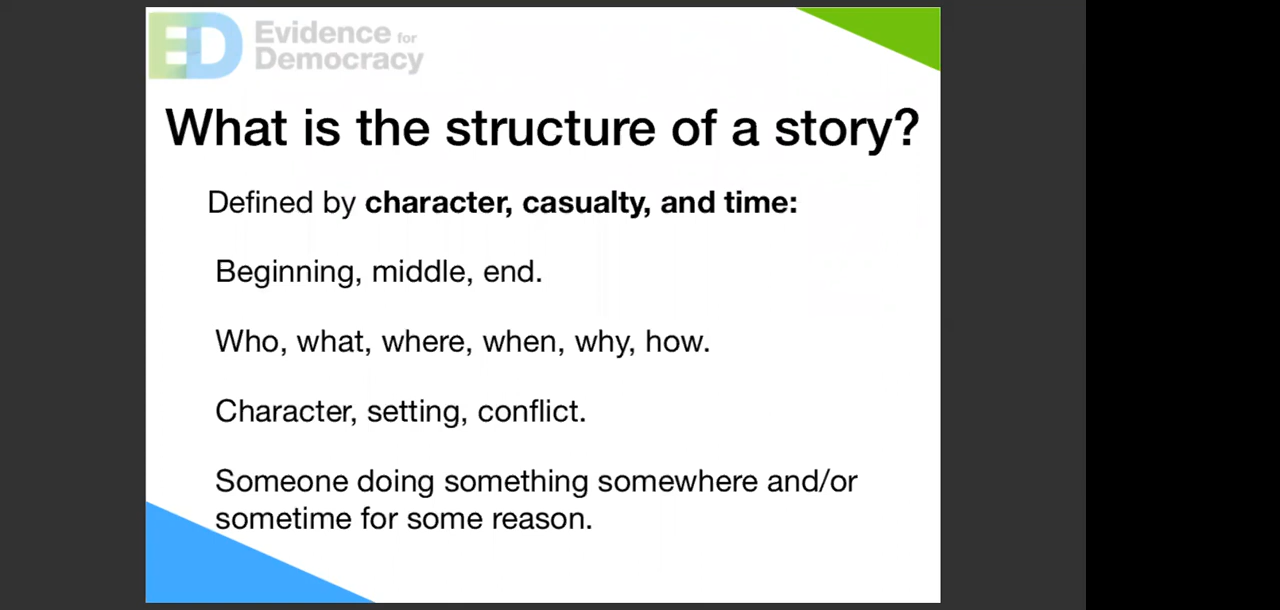 ED Evidence for
Democracy
What is the structure of a story?
Defined by character, casualty, and time:
Beginning, middle, end.
Who, what, where, when, why, how.
Character, setting, conflict.
Someone doing something somewhere and/or
sometime for some reason.